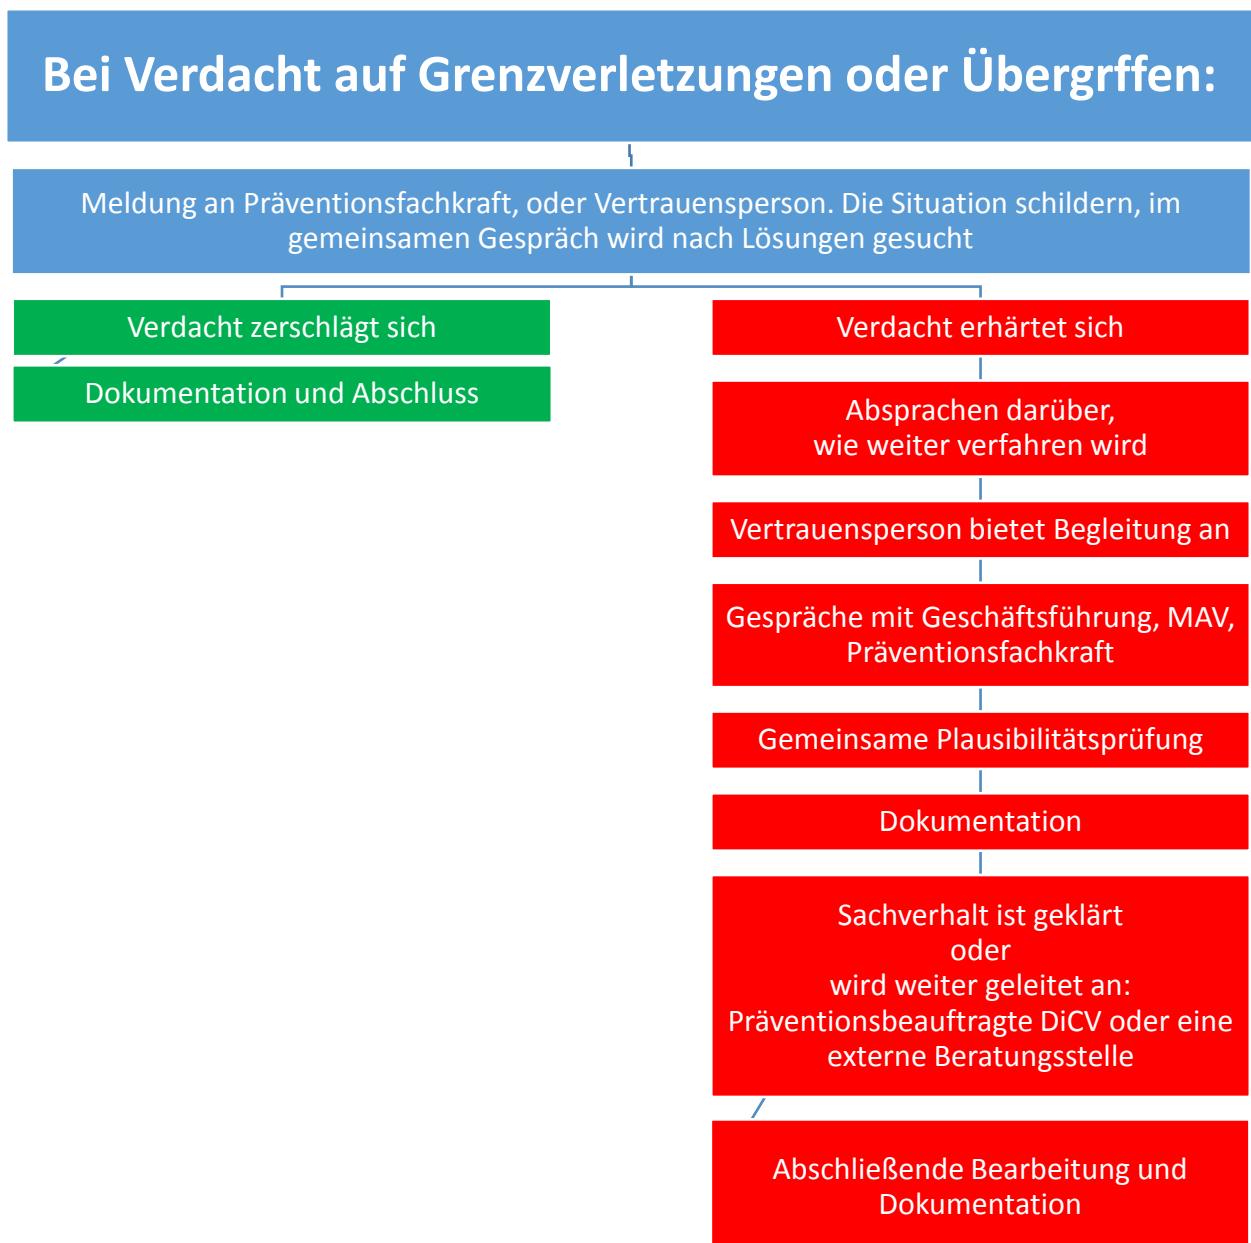 Bei Verdacht auf Grenzverletzungen oder Übergrffen:
Meldung an Präventionsfachkraft, oder Vertrauensperson. Die Situation schildern, im
gemeinsamen Gespräch wird nach Lösungen gesucht
Verdacht zerschlägt sich
Dokumentation und Abschluss
Verdacht erhärtet sich
Absprachen darüber,
wie weiter verfahren wird
Vertrauensperson bietet Begleitung an
Gespräche mit Geschäftsführung, MAV,
Präventionsfachkraft
Gemeinsame Plausibilitätsprüfung
Dokumentation
Sachverhalt ist geklärt
oder
wird weiter geleitet an:
Präventionsbeauftragte DiCV oder eine
externe Beratungsstelle
Abschließende Bearbeitung und
Dokumentation